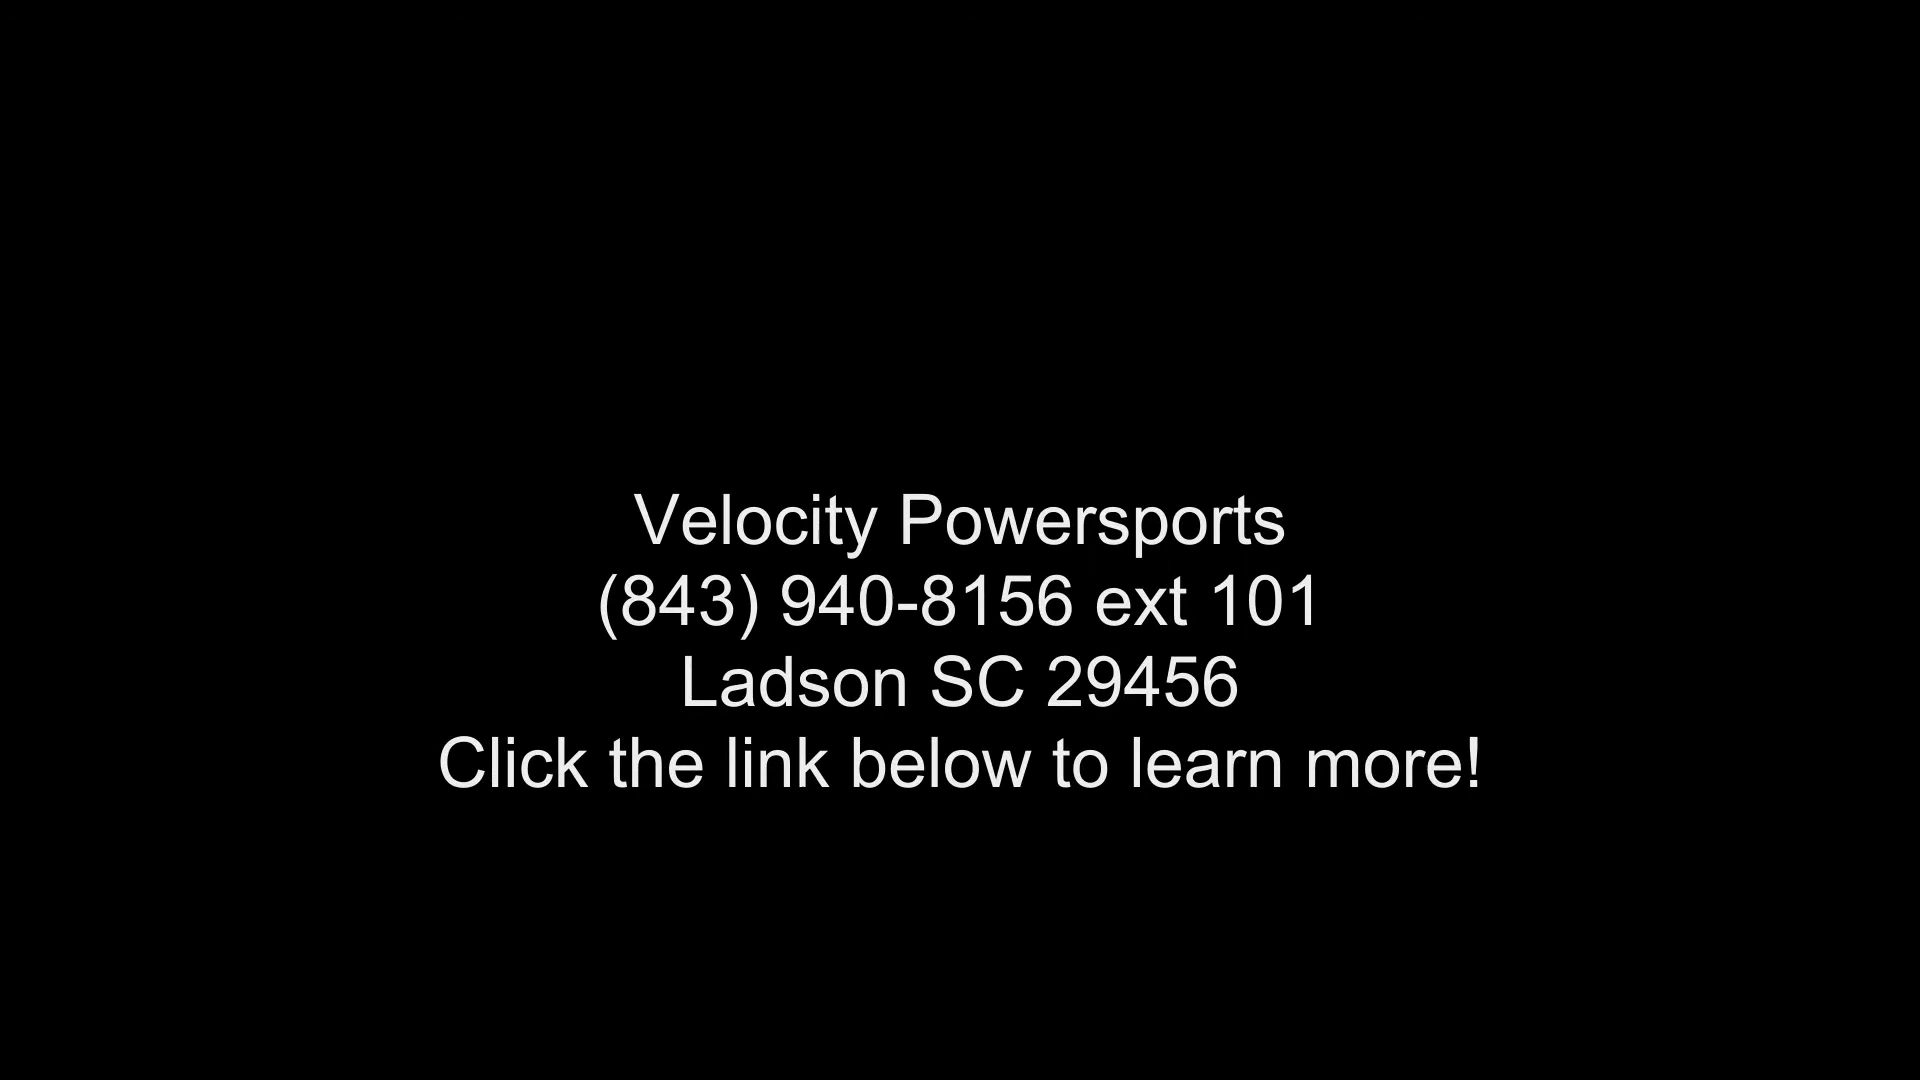 Velocity Powersports
(843) 940-8156 ext 101
Ladson SC 29456
Click the link below to learn more!